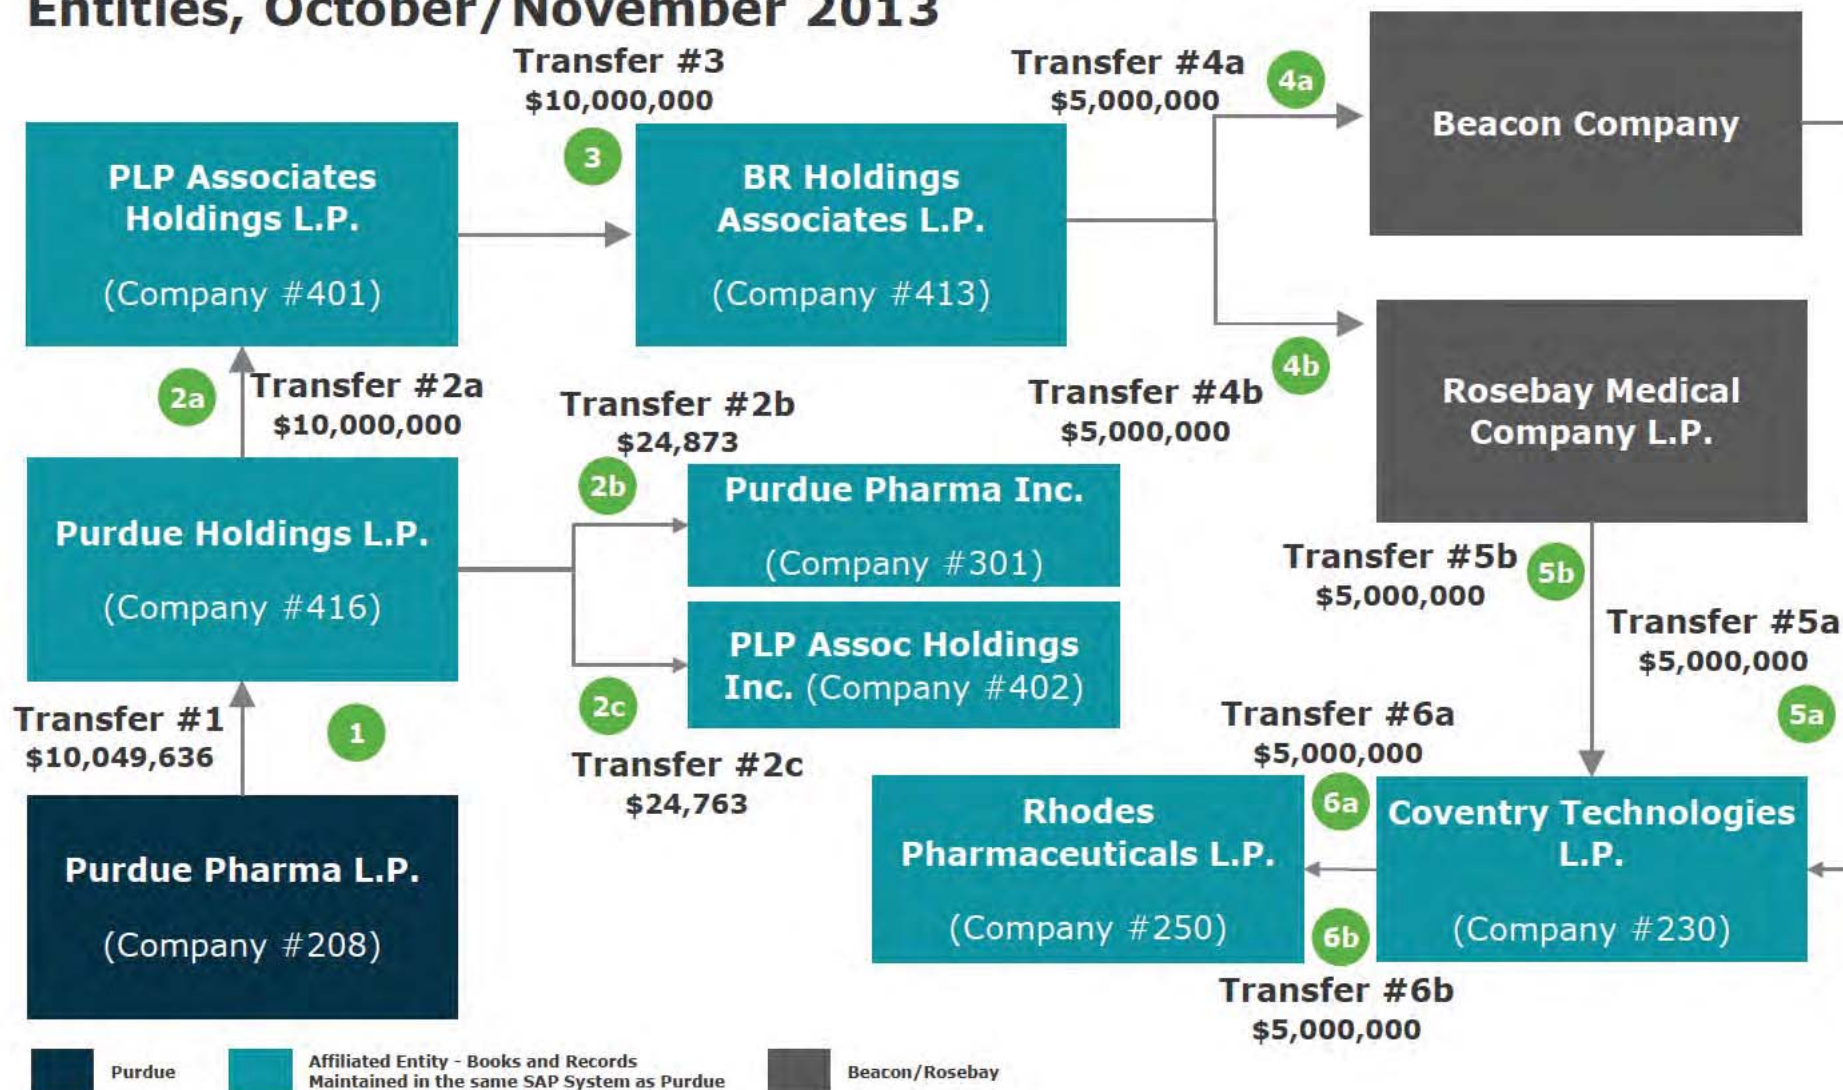 Entities, October/November 2013
Transfer #3
$10,000,000
3
Transfer #4a
$5,000,000
4a
Beacon Company
PLP Associates
Holdings L.P.
(Company #401)
BR Holdings
Associates L.P.
(Company #413)
2a
Transfer #2a
$10,000,000
Transfer #2b
$24,873
2b
Transfer #4b
$5,000,000
4b
Rosebay Medical
Company L.P.
Purdue Holdings L.P.
(Company #416)
Purdue Pharma Inc.
(Company #301)
PLP Assoc Holdings
Inc. (Company #402)
2c
Transfer #2c
$24,763
Transfer #5b
$5,000,000
5b
Transfer #5a
$5,000,000
5a
Transfer #1
$10,049,636
1
Transfer #6a
$5,000,000
6a
Purdue Pharma L.P.
(Company #208)
Rhodes
Pharmaceuticals L.P.
(Company #250)
Coventry Technologies
L.P.
(Company #230)
6b
Transfer #6b
$5,000,000
Purdue
Affiliated Entity - Books and Records
Maintained in the same SAP System as Purdue
Beacon/Rosebay